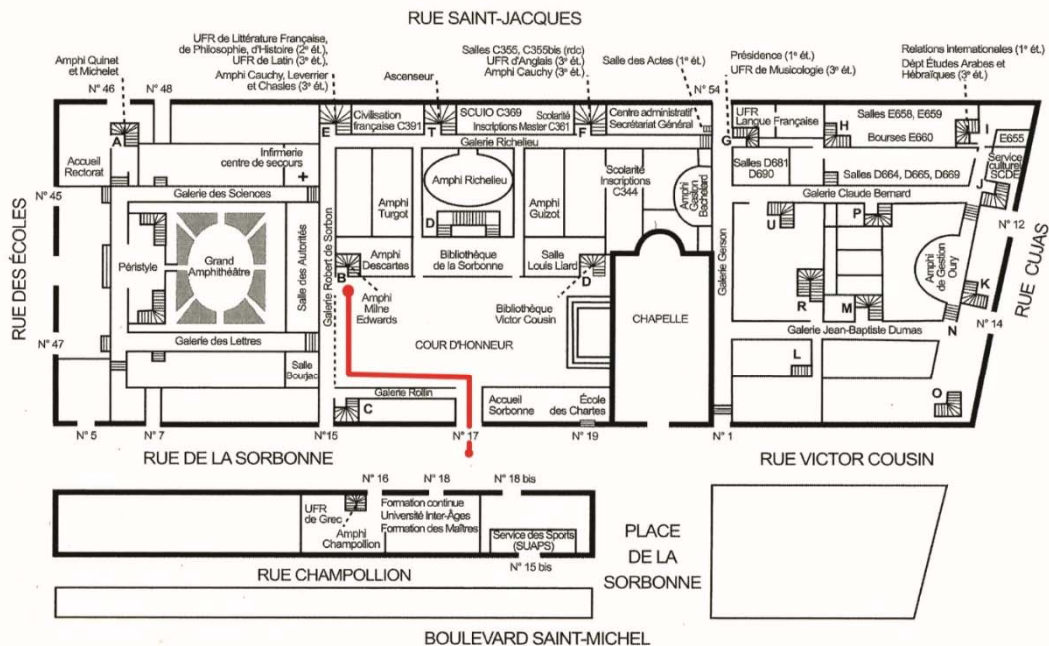 RUE SAINT-JACQUES
UFR de Littérature Française,
de Philosophie, d'Histoire (2e ét.),
UFR de Latin (3e ét.)
Amphi Cauchy, Leverrier
et Chasles (3e ét.)
Salles C355, C355bis (rdc)
UFR d'Anglais (3e ét.)
Amphi Cauchy (3e ét.)
Présidence (1e ét.)
UFR de Musicologie (3e ét.)
Relations internationales (1e ét.)
Dépt Études Arabes et
Hébraïques (3e ét.)
Amphi Quinet
et Michelet
Ascenseur
Salle des Actes (1e ét.)
N° 46
N° 48
N° 54
A
E
Civilisation
française C391
T
SCUIO C369
Scolarité
Inscriptions Master C361
F
Centre administratif
Secrétariat Général
G
UFR
Langue Française
H
Salles E658, E659
Bourses E660
I
E655
Accueil
Rectorat
Infirmerie
centre de secours
Galerie Richelieu
Salles D681
D690
Salles D664, D665, D669
Service
culturel
SCDE
J
N° 45
Galerie des Sciences
Galerie Claude Bernard
Amphi
Turgot
Amphi Richelieu
D
Amphi
Guizot
Scolarité
Inscriptions
C344
Amphi
Gaston
Bachelard
U
P
N° 12
RUE DES ÉCOLES
Péristyle
Grand
Amphithéâtre
Salle des Autorités
Galerie Robert de Sorbon
Amphi
Descartes
Bibliothèque
de la Sorbonne
Salle
Louis Liard
B
D
Galerie Gerson
Amphi
de Gestion
Oury
K
RUE CUJAS
Amphi
Milne
Edwards
Bibliothèque
Victor Cousin
CHAPELLE
R
M
N
N° 14
N° 47
Galerie des Lettres
COUR D'HONNEUR
Galerie Jean-Baptiste Dumas
Salle
Bourjac
L
Galerie Rollin
C
Accueil
Sorbonne
École
des Chartes
O
N° 5
N° 7
N°15
N° 17
N° 19
N° 1
RUE DE LA SORBONNE
RUE VICTOR COUSIN
N° 16
N° 18
N° 18 bis
UFR
de Grec
Amphi
Champollion
Formation continue
Université Inter-Âges
Formation des Maîtres
Service des Sports
(SUAPS)
N° 15 bis
PLACE
DE LA
SORBONNE
RUE CHAMPOLLION
BOULEVARD SAINT-MICHEL